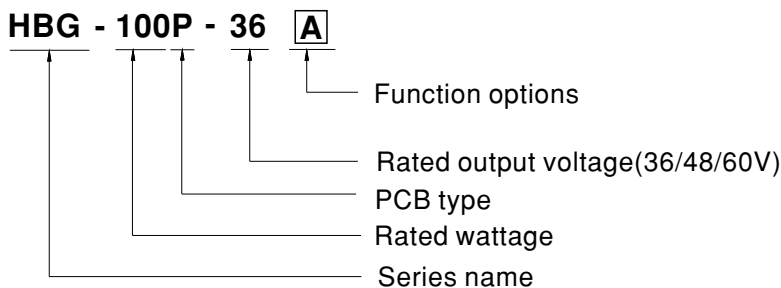 HBG - 100P - 36 A
Function options
Rated output voltage(36/48/60V)
PCB type
Rated wattage
Series name